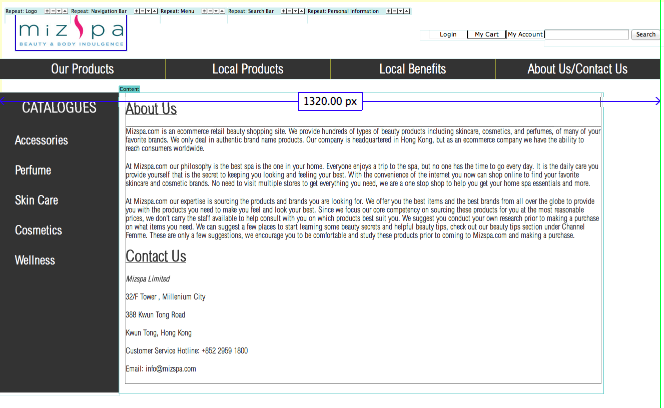 Repeat: Logo
Repeat: Navigation Bar
Repeat: Menu
Repeat: Search Bar
Repeat: Personal Information
mizspa
BEAUTY & BODY INDULGENCE
Login
My Cart
My Account
Search
Our Products
Local Products
Local Benefits
About Us/Contact Us
Content
1320.00 px
CATALOGUES
Accessories
Perfume
Skin Care
Cosmetics
Wellness
About Us
Mizspa.com is an ecommerce retail beauty shopping site. We provide hundreds of types of beauty products including skincare, cosmetics, and perfumes, of many of your
favorite brands. We only deal in authentic brand name products. Our company is headquartered in Hong Kong, but as an ecommerce company we have the ability to
reach consumers worldwide.
At Mizspa.com our philosophy is the best spa is the one in your home. Everyone enjoys a trip to the spa, but no one has the time to go every day. It is the daily care you
provide yourself that is the secret to keeping you looking and feeling your best. With the convenience of the internet you now can shop online to find your favorite
skincare and cosmetic brands. No need to visit multiple stores to get everything you need, we are a one stop shop to help you get your home spa essentials and more.
At Mizspa.com our expertise is sourcing the products and brands you are looking for. We offer you the best items and the best brands from all over the globe to provide
you with the products you need to make you feel and look your best. Since we focus our core competency on sourcing these products for you at the most reasonable
prices, we don't carry the staff available to help consult with you on which products best suit you. We suggest you conduct your own research prior to making a purchase
on what items you need. We can suggest a few places to start learning some beauty secrets and helpful beauty tips, check out our beauty tips section under Channel
Femme. These are only a few suggestions, we encourage you to be comfortable and study these products prior to coming to Mizspa.com and making a purchase.
Contact Us
Mizspa Limited
32/F Tower , Millenium City
388 Kwun Tong Road
Kwun Tong, Hong Kong
Customer Service Hotline: +852 2959 1800
Email: info@mizspa.com